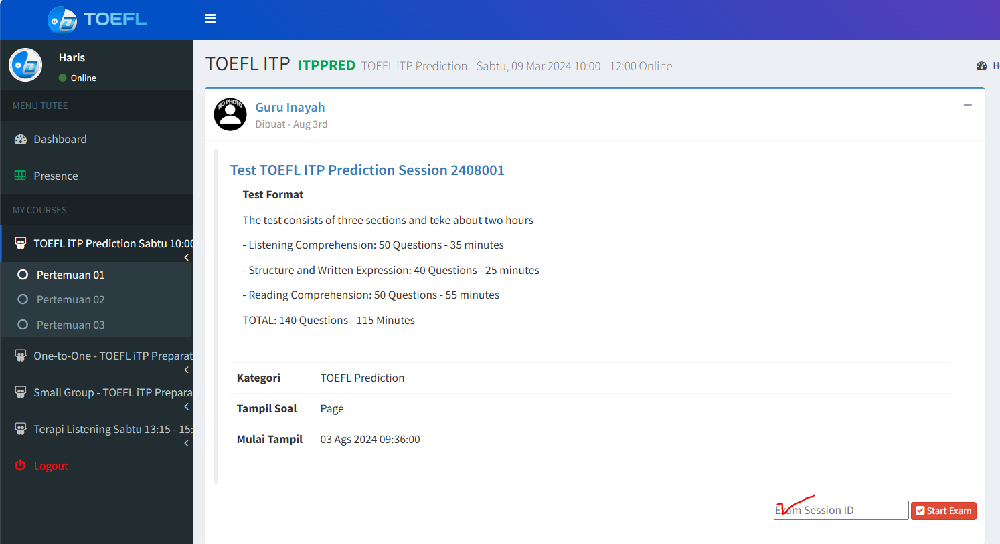 TOEFL
Haris
Online
MENU TUTEE
Dashboard
Presence
MY COURSES
TOEFL iTP Prediction Sabtu 10:00
Pertemuan 01
Pertemuan 02
Pertemuan 03
One-to-One - TOEFL iTP Preparat
Small Group - TOEFL iTP Prepara
Terapi Listening Sabtu 13:15 - 15:
Logout
TOEFL ITP ITPPRED TOEFL iTP Prediction - Sabtu, 09 Mar 2024 10:00 - 12:00 Online
H
NO PHOTO
Guru Inayah
Dibuat - Aug 3rd
Test TOEFL ITP Prediction Session 2408001
Test Format
The test consists of three sections and teke about two hours
- Listening Comprehension: 50 Questions - 35 minutes
- Structure and Written Expression: 40 Questions - 25 minutes
- Reading Comprehension: 50 Questions - 55 minutes
TOTAL: 140 Questions - 115 Minutes
Kategori TOEFL Prediction
Tampil Soal Page
Mulai Tampil 03 Ags 2024 09:36:00
Exam Session ID Start Exam